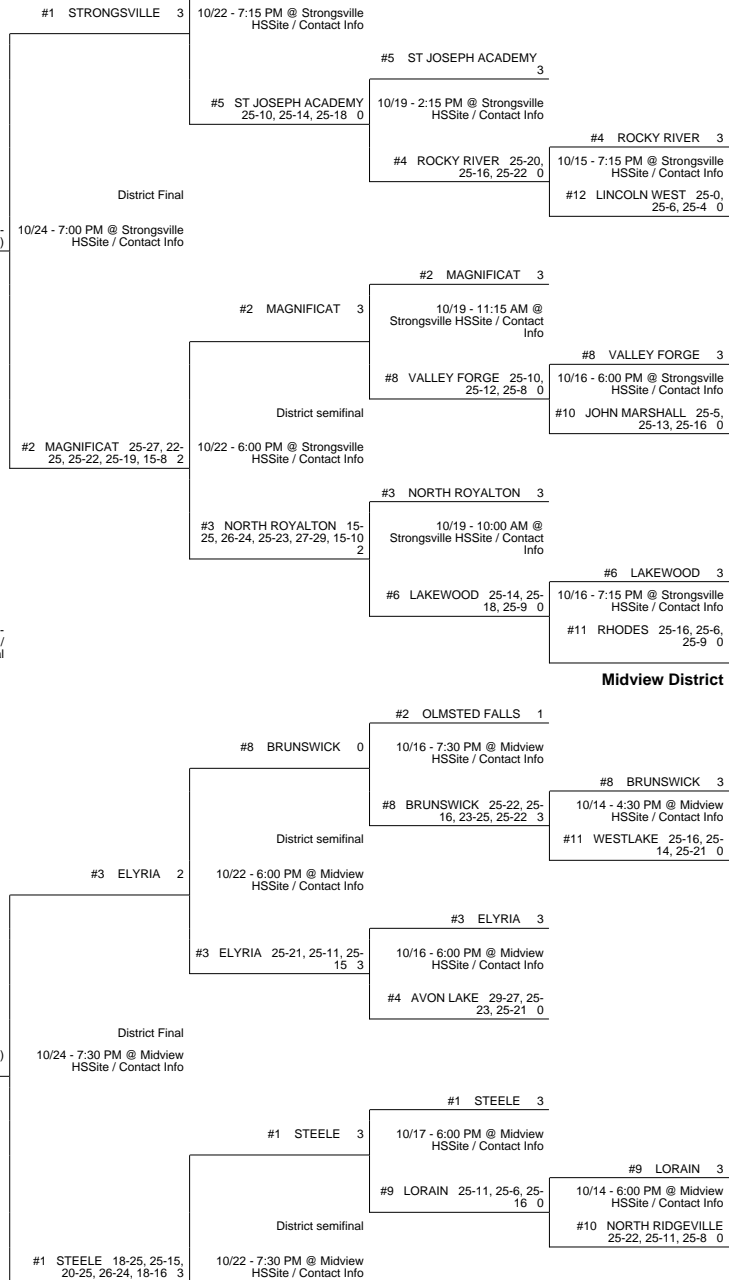 #1 STRONGSVILLE 3
10/22 - 7:15 PM @ Strongsville
HSSite / Contact Info
#5 ST JOSEPH ACADEMY
3
#5 ST JOSEPH ACADEMY
25-10, 25-14, 25-18 0
10/19 - 2:15 PM @ Strongsville
HSSite / Contact Info
#4 ROCKY RIVER 3
#4 ROCKY RIVER 25-20,
25-16, 25-22 0
10/15 - 7:15 PM @ Strongsville
HSSite / Contact Info
#12 LINCOLN WEST 25-0,
25-6, 25-4 0
District Final
-
)
10/24 - 7:00 PM @ Strongsville
HSSite / Contact Info
#2 MAGNIFICAT 3
#2 MAGNIFICAT 3
10/19 - 11:15 AM @
Strongsville HSSite / Contact
Info
#8 VALLEY FORGE 3
#8 VALLEY FORGE 25-10,
25-12, 25-8 0
10/16 - 6:00 PM @ Strongsville
HSSite / Contact Info
#10 JOHN MARSHALL 25-5,
25-13, 25-16 0
District semifinal
#2 MAGNIFICAT 25-27, 22-
25, 25-22, 25-19, 15-8 2
10/22 - 6:00 PM @ Strongsville
HSSite / Contact Info
#3 NORTH ROYALTON 3
#3 NORTH ROYALTON 15-
25, 26-24, 25-23, 27-29, 15-10
2
10/19 - 10:00 AM @
Strongsville HSSite / Contact
Info
#6 LAKEWOOD 3
#6 LAKEWOOD 25-14, 25-
18, 25-9 0
10/16 - 7:15 PM @ Strongsville
HSSite / Contact Info
#11 RHODES 25-16, 25-6,
25-9 0
-
/
Midview District
#2 OLMSTED FALLS 1
#8 BRUNSWICK 0
10/16 - 7:30 PM @ Midview
HSSite / Contact Info
#8 BRUNSWICK 3
#8 BRUNSWICK 25-22, 25-
16, 23-25, 25-22 3
10/14 - 4:30 PM @ Midview
HSSite / Contact Info
#11 WESTLAKE 25-16, 25-
14, 25-21 0
District semifinal
#3 ELYRIA 2
10/22 - 6:00 PM @ Midview
HSSite / Contact Info
#3 ELYRIA 3
#3 ELYRIA 25-21, 25-11, 25-
15 3
10/16 - 6:00 PM @ Midview
HSSite / Contact Info
#4 AVON LAKE 29-27, 25-
23, 25-21 0
District Final
)
10/24 - 7:30 PM @ Midview
HSSite / Contact Info
#1 STEELE 3
#1 STEELE 3
10/17 - 6:00 PM @ Midview
HSSite / Contact Info
#9 LORAIN 3
#9 LORAIN 25-11, 25-6, 25-
16 0
10/14 - 6:00 PM @ Midview
HSSite / Contact Info
#10 NORTH RIDGEVILLE
25-22, 25-11, 25-8 0
District semifinal
#1 STEELE 18-25, 25-15,
20-25, 26-24, 18-16 3
10/22 - 7:30 PM @ Midview
HSSite / Contact Info